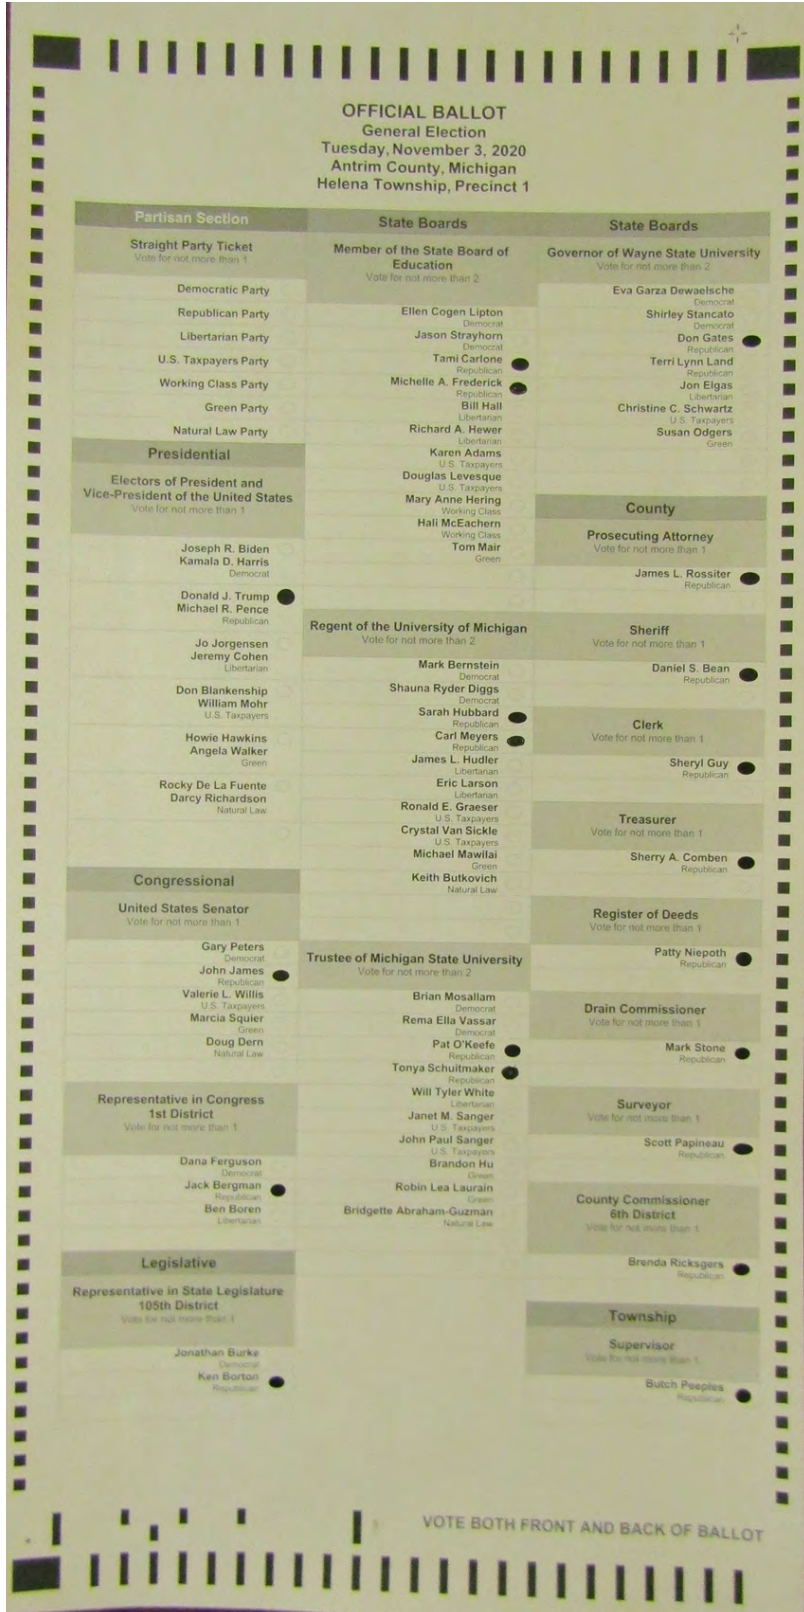 OFFICIAL BALLOT
General Election
Tuesday, November 3, 2020
Antrim County, Michigan
Helena Township, Precinct 1
Partisan Section
Straight Party Ticket
Vote for not more than 1
Democratic Party
Republican Party
Libertarian Party
U.S. Taxpayers Party
Working Class Party
Green Party
Natural Law Party
Presidential
Electors of President and
Vice-President of the United States
Vote for not more than 1
Joseph R. Biden
Kamala D. Harris
Democrat
Donald J. Trump
Michael R. Pence
Republican
Jo Jorgensen
Jeremy Cohen
Libertarian
Don Blankenship
William Mohr
U.S. Taxpayers
Howie Hawkins
Angela Walker
Green
Rocky De La Fuente
Darcy Richardson
Natural Law
Congressional
United States Senator
Vote for not more than 1
Gary Peters
Democrat
John James
Republican
Valerie L. Willis
U.S. Taxpayers
Marcia Squier
Green
Doug Dern
Natural Law
Representative in Congress
1st District
Vote for not more than 1
Dana Ferguson
Democrat
Jack Bergman
Republican
Ben Boren
Libertarian
Legislative
Representative in State Legislature
105th District
Vote for not more than 1
Jonathan Burke
Democrat
Ken Borton
Republican
State Boards
Member of the State Board of
Education
Vote for not more than 2
Ellen Cogen Lipton
Democrat
Jason Strayhorn
Democrat
Tami Carlone
Republican
Michelle A. Frederick
Republican
Bill Hall
Libertarian
Richard A. Hewer
Libertarian
Karen Adams
U.S. Taxpayers
Douglas Levesque
U.S. Taxpayers
Mary Anne Hering
Working Class
Hali McEachern
Working Class
Tom Mair
Green
Regent of the University of Michigan
Vote for not more than 2
Mark Bernstein
Democrat
Shauna Ryder Diggs
Democrat
Sarah Hubbard
Republican
Carl Meyers
Republican
James L. Hudler
Libertarian
Eric Larson
Libertarian
Ronald E. Graeser
U.S. Taxpayers
Crystal Van Sickle
U.S. Taxpayers
Michael Mawilai
Green
Keith Butkovich
Natural Law
Trustee of Michigan State University
Vote for not more than 2
Brian Mosallam
Democrat
Rema Ella Vassar
Democrat
Pat O'Keefe
Republican
Tonya Schuitmaker
Republican
Will Tyler White
Libertarian
Janet M. Sanger
U.S. Taxpayers
John Paul Sanger
U.S. Taxpayers
Brandon Hu
Green
Robin Lea Laurain
Green
Bridgette Abraham-Guzman
Natural Law
State Boards
Governor of Wayne State University
Vote for not more than 2
Eva Garza Dewaelsche
Democrat
Shirley Stancato
Democrat
Don Gates
Republican
Terri Lynn Land
Republican
Jon Elgas
Libertarian
Christine C. Schwartz
U.S. Taxpayers
Susan Odgers
Green
County
Prosecuting Attorney
Vote for not more than 1
James L. Rossiter
Republican
Sheriff
Vote for not more than 1
Daniel S. Bean
Republican
Clerk
Vote for not more than 1
Sheryl Guy
Republican
Treasurer
Vote for not more than 1
Sherry A. Comben
Republican
Register of Deeds
Vote for not more than 1
Patty Niepoth
Republican
Drain Commissioner
Vote for not more than 1
Mark Stone
Republican
Surveyor
Vote for not more than 1
Scott Papineau
Republican
County Commissioner
6th District
Vote for not more than 1
Brenda Ricksgers
Republican
Township
Supervisor
Vote for not more than 1
Butch Peeples
Republican
VOTE BOTH FRONT AND BACK OF BALLOT